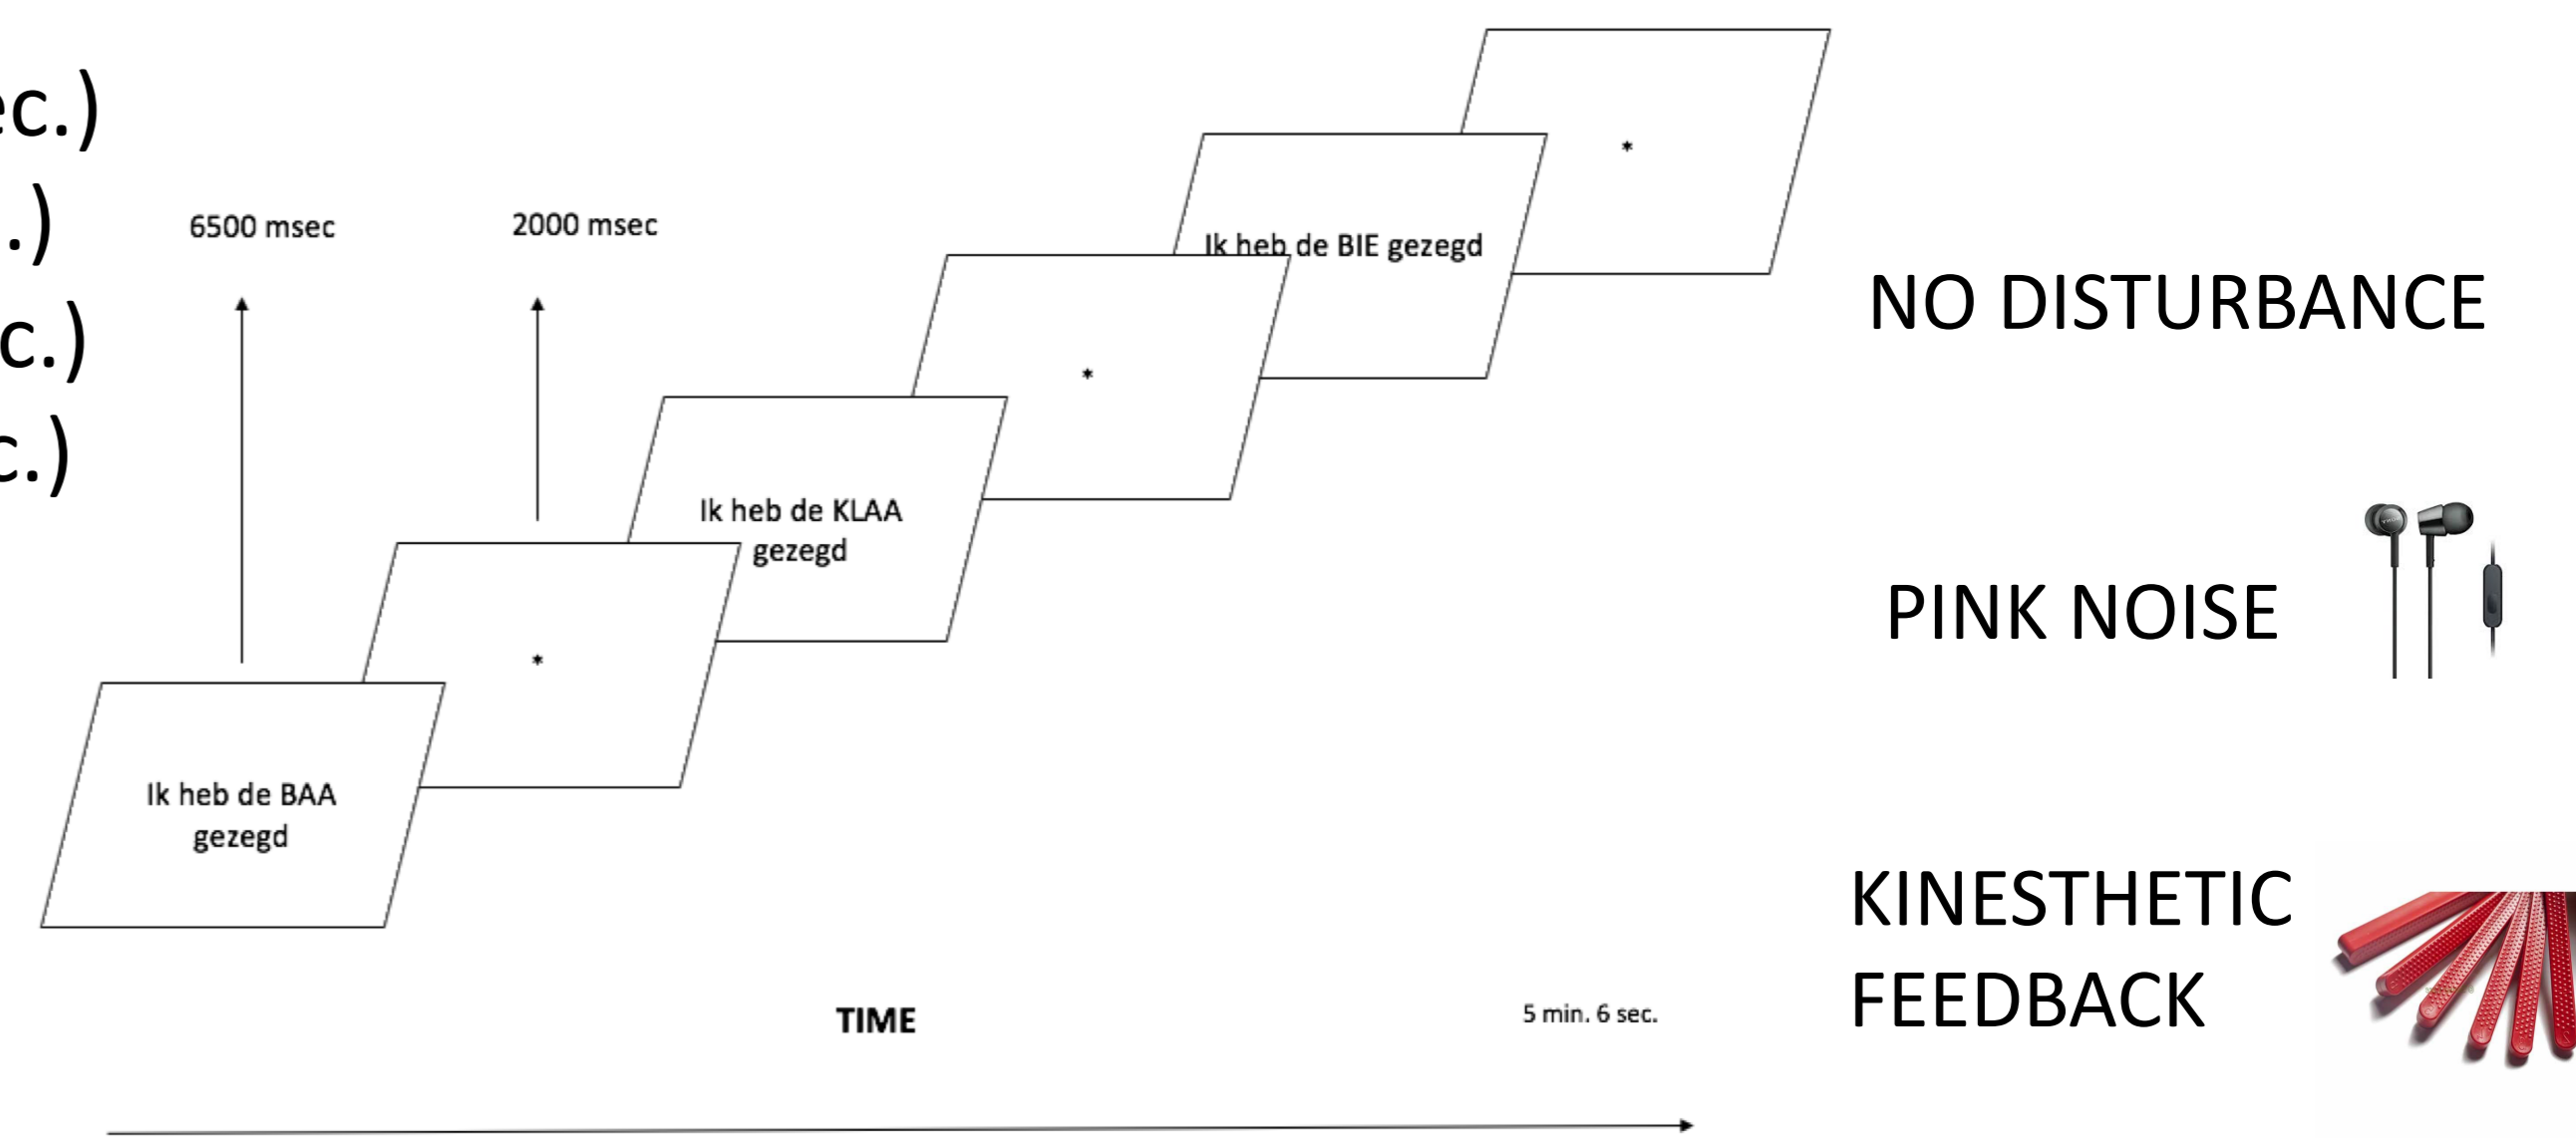 ec.)
.)
c.)
c.)
6500 msec
2000 msec
Ik heb de BAA
gezegd
*
Ik heb de KLAA
gezegd
*
Ik heb de BIE gezegd
*
TIME
5 min. 6 sec.
NO DISTURBANCE
PINK NOISE
KINESTHETIC
FEEDBACK